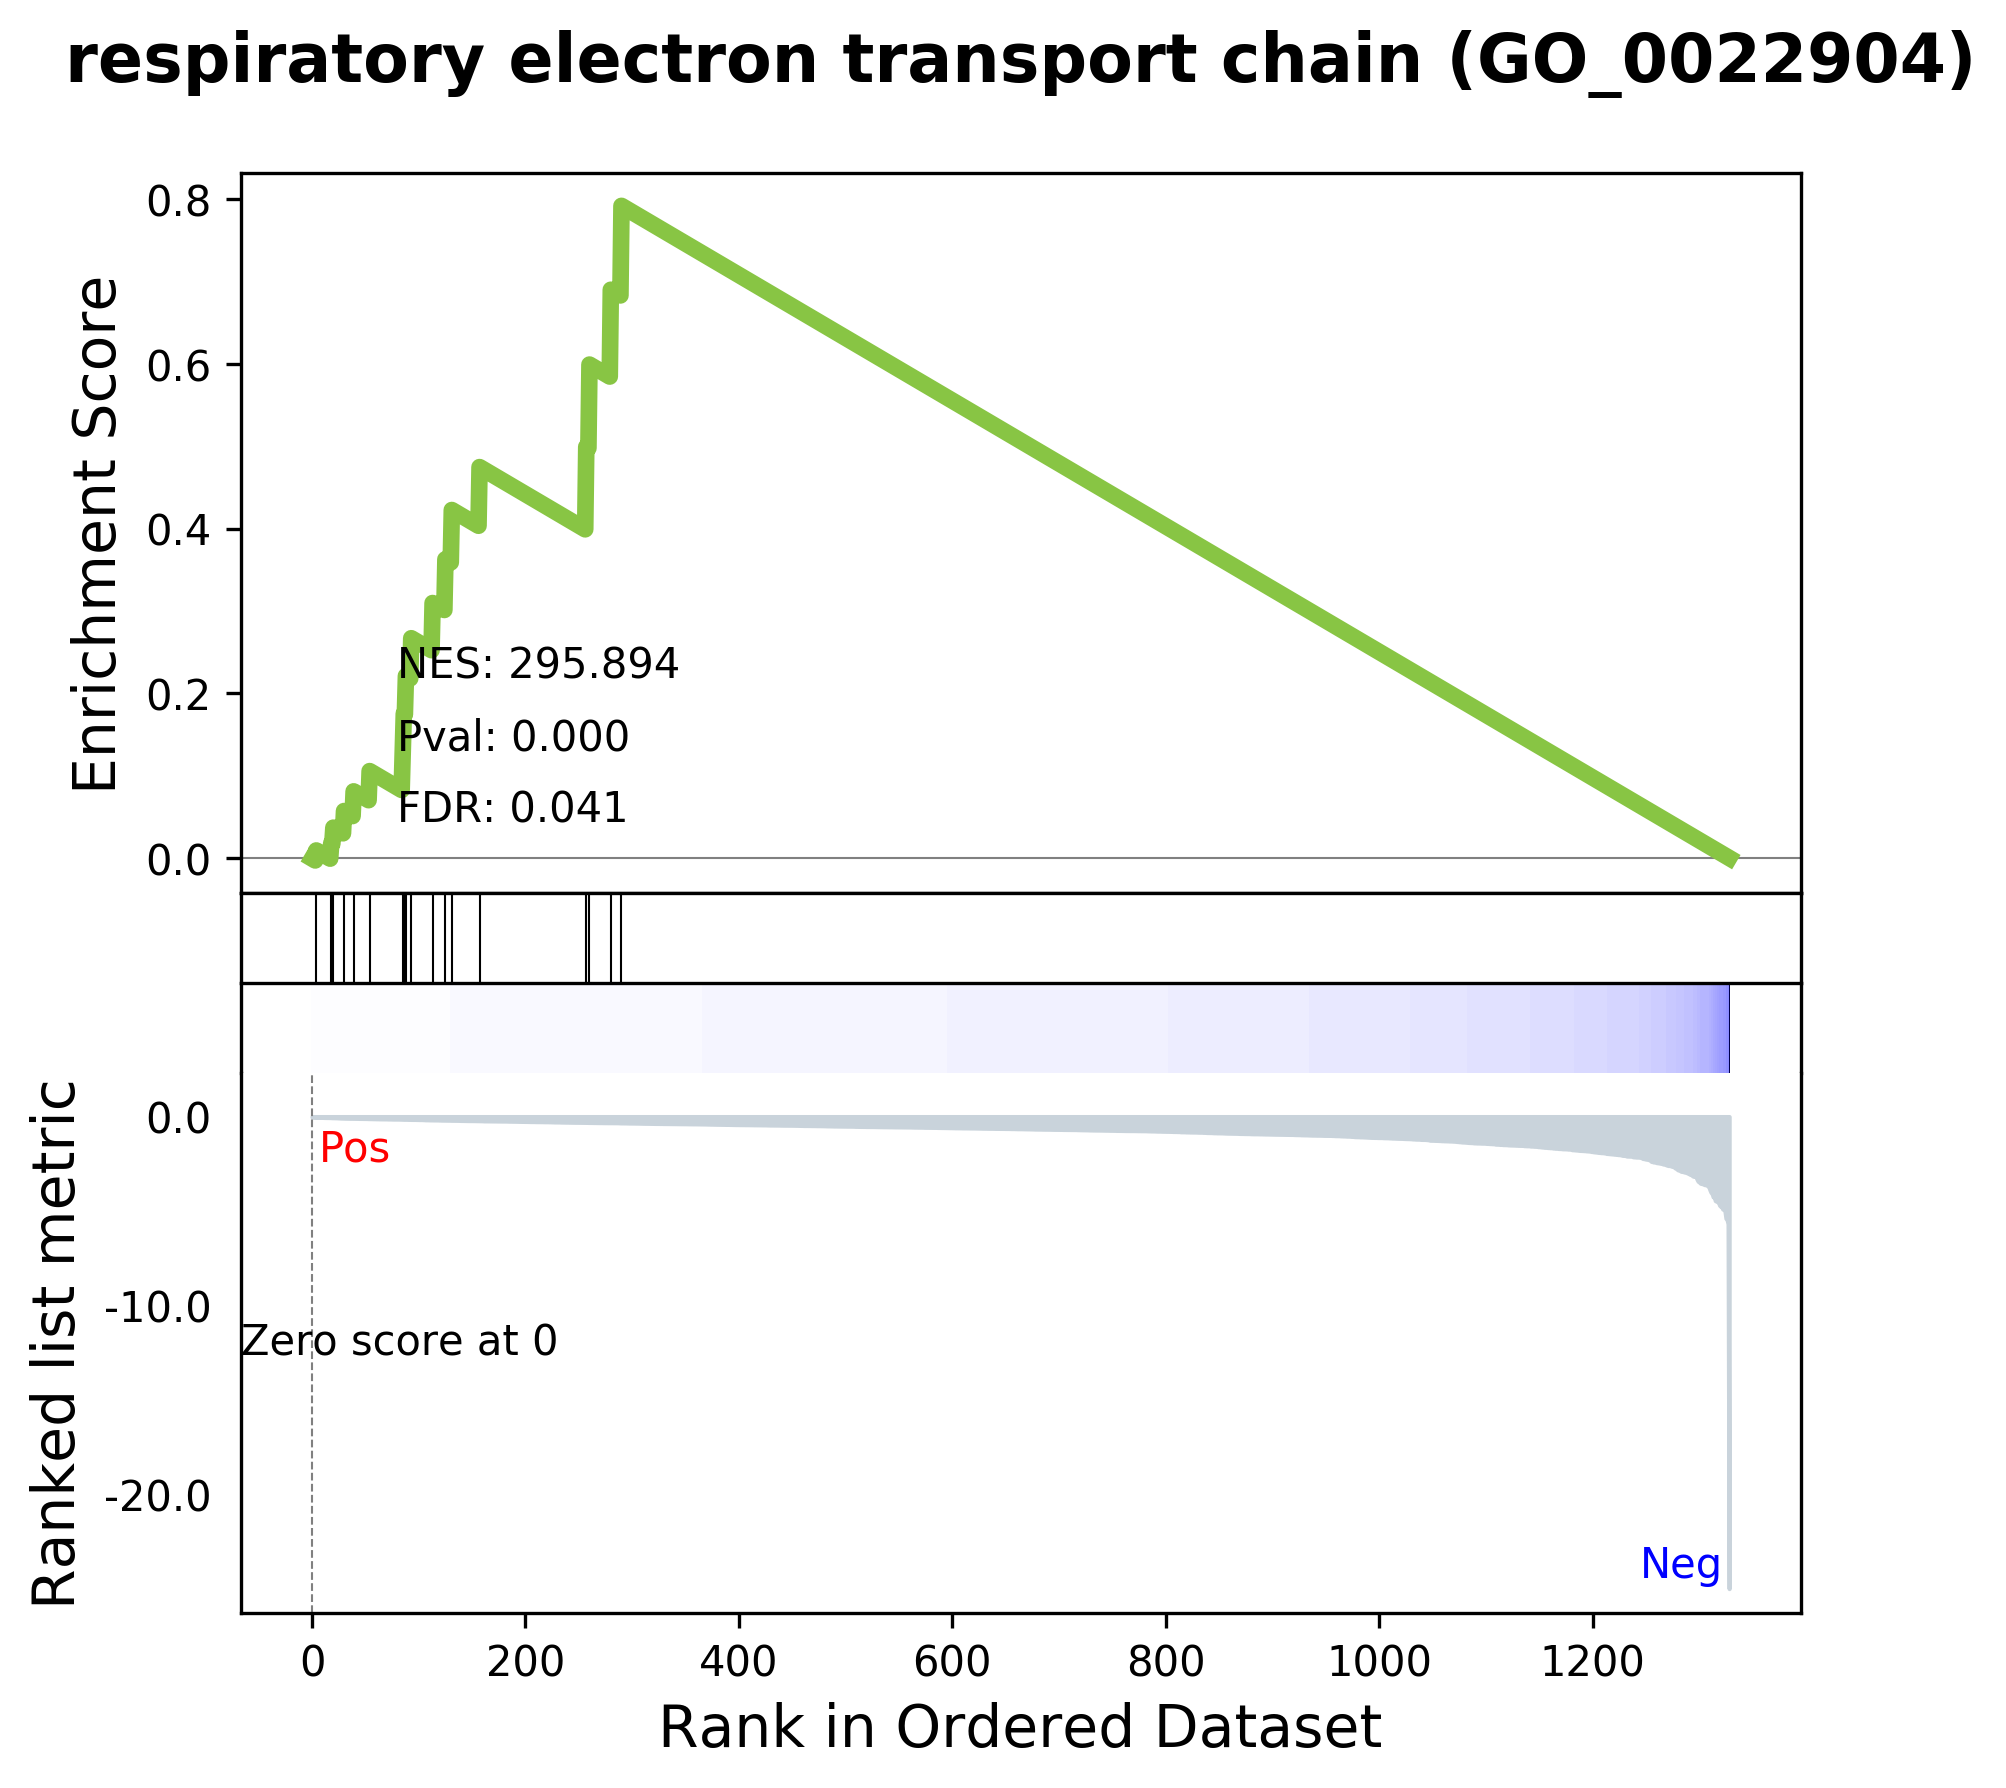 respiratory electron transport chain (GO_0022904)
Enrichment Score
0.8
0.6
0.4
0.2
0.0
NES: 295.894
Pval: 0.000
FDR: 0.041
Ranked list metric
0.0
-10.0
-20.0
Pos
Zero score at 0
Neg
0 200 400 600 800 1000 1200
Rank in Ordered Dataset